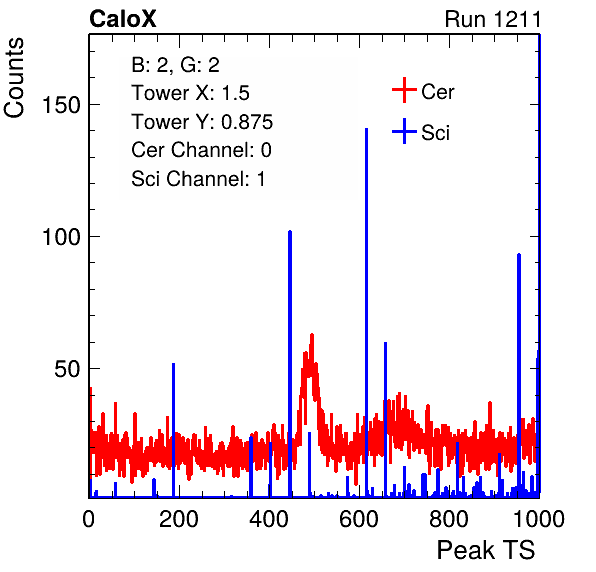 CaloX Run 1211
Counts
B: 2, G: 2
Tower X: 1.5
Tower Y: 0.875
Cer Channel: 0
Sci Channel: 1
Cer
Sci
150
100
50
0 200 400 600 800 1000
Peak TS